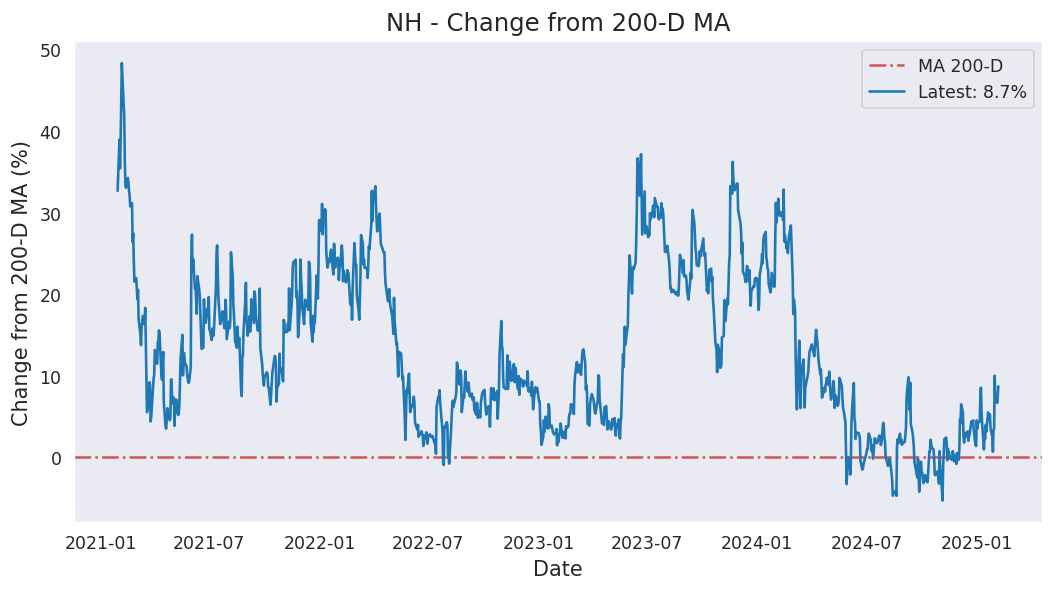 NH - Change from 200-D MA
MA 200-D
Latest: 8.7%
Change from 200-D MA (%)
50
40
30
20
10
0
2021-01 2021-07 2022-01 2022-07 2023-01 2023-07 2024-01 2024-07 2025-01
Date